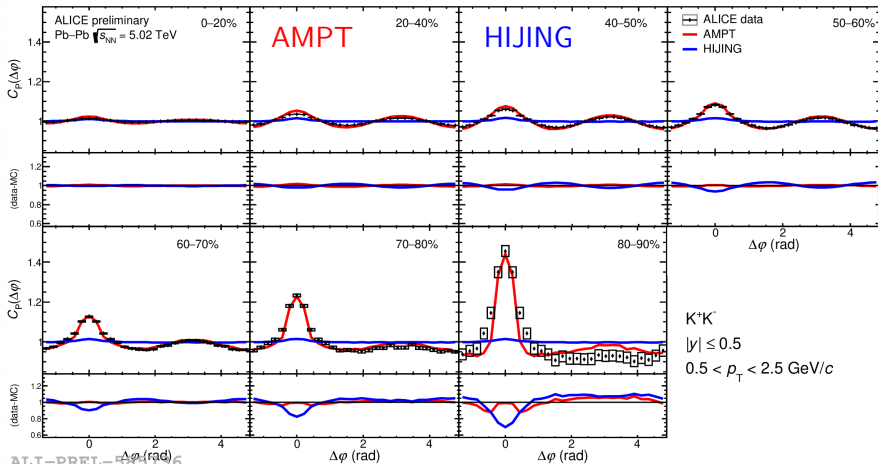 ALICE preliminary
Pb–Pb √sNN = 5.02 TeV
0–20%
AMPT
20–40%
HIJING
40–50%
ALICE data
AMPT
HIJING
50–60%
1.4
1.2
1
CP(Δφ)
1.2
1
0.8
0.6
(data-MC)
0 2 4
Δφ (rad)
60–70%
70–80%
80–90%
1.4
1.2
1
CP(Δφ)
1.2
1
0.8
0.6
(data-MC)
0 2 4
Δφ (rad)
0 2 4
Δφ (rad)
0 2 4
Δφ (rad)
K+K-
|y| ≤ 0.5
0.5 < pT < 2.5 GeV/c